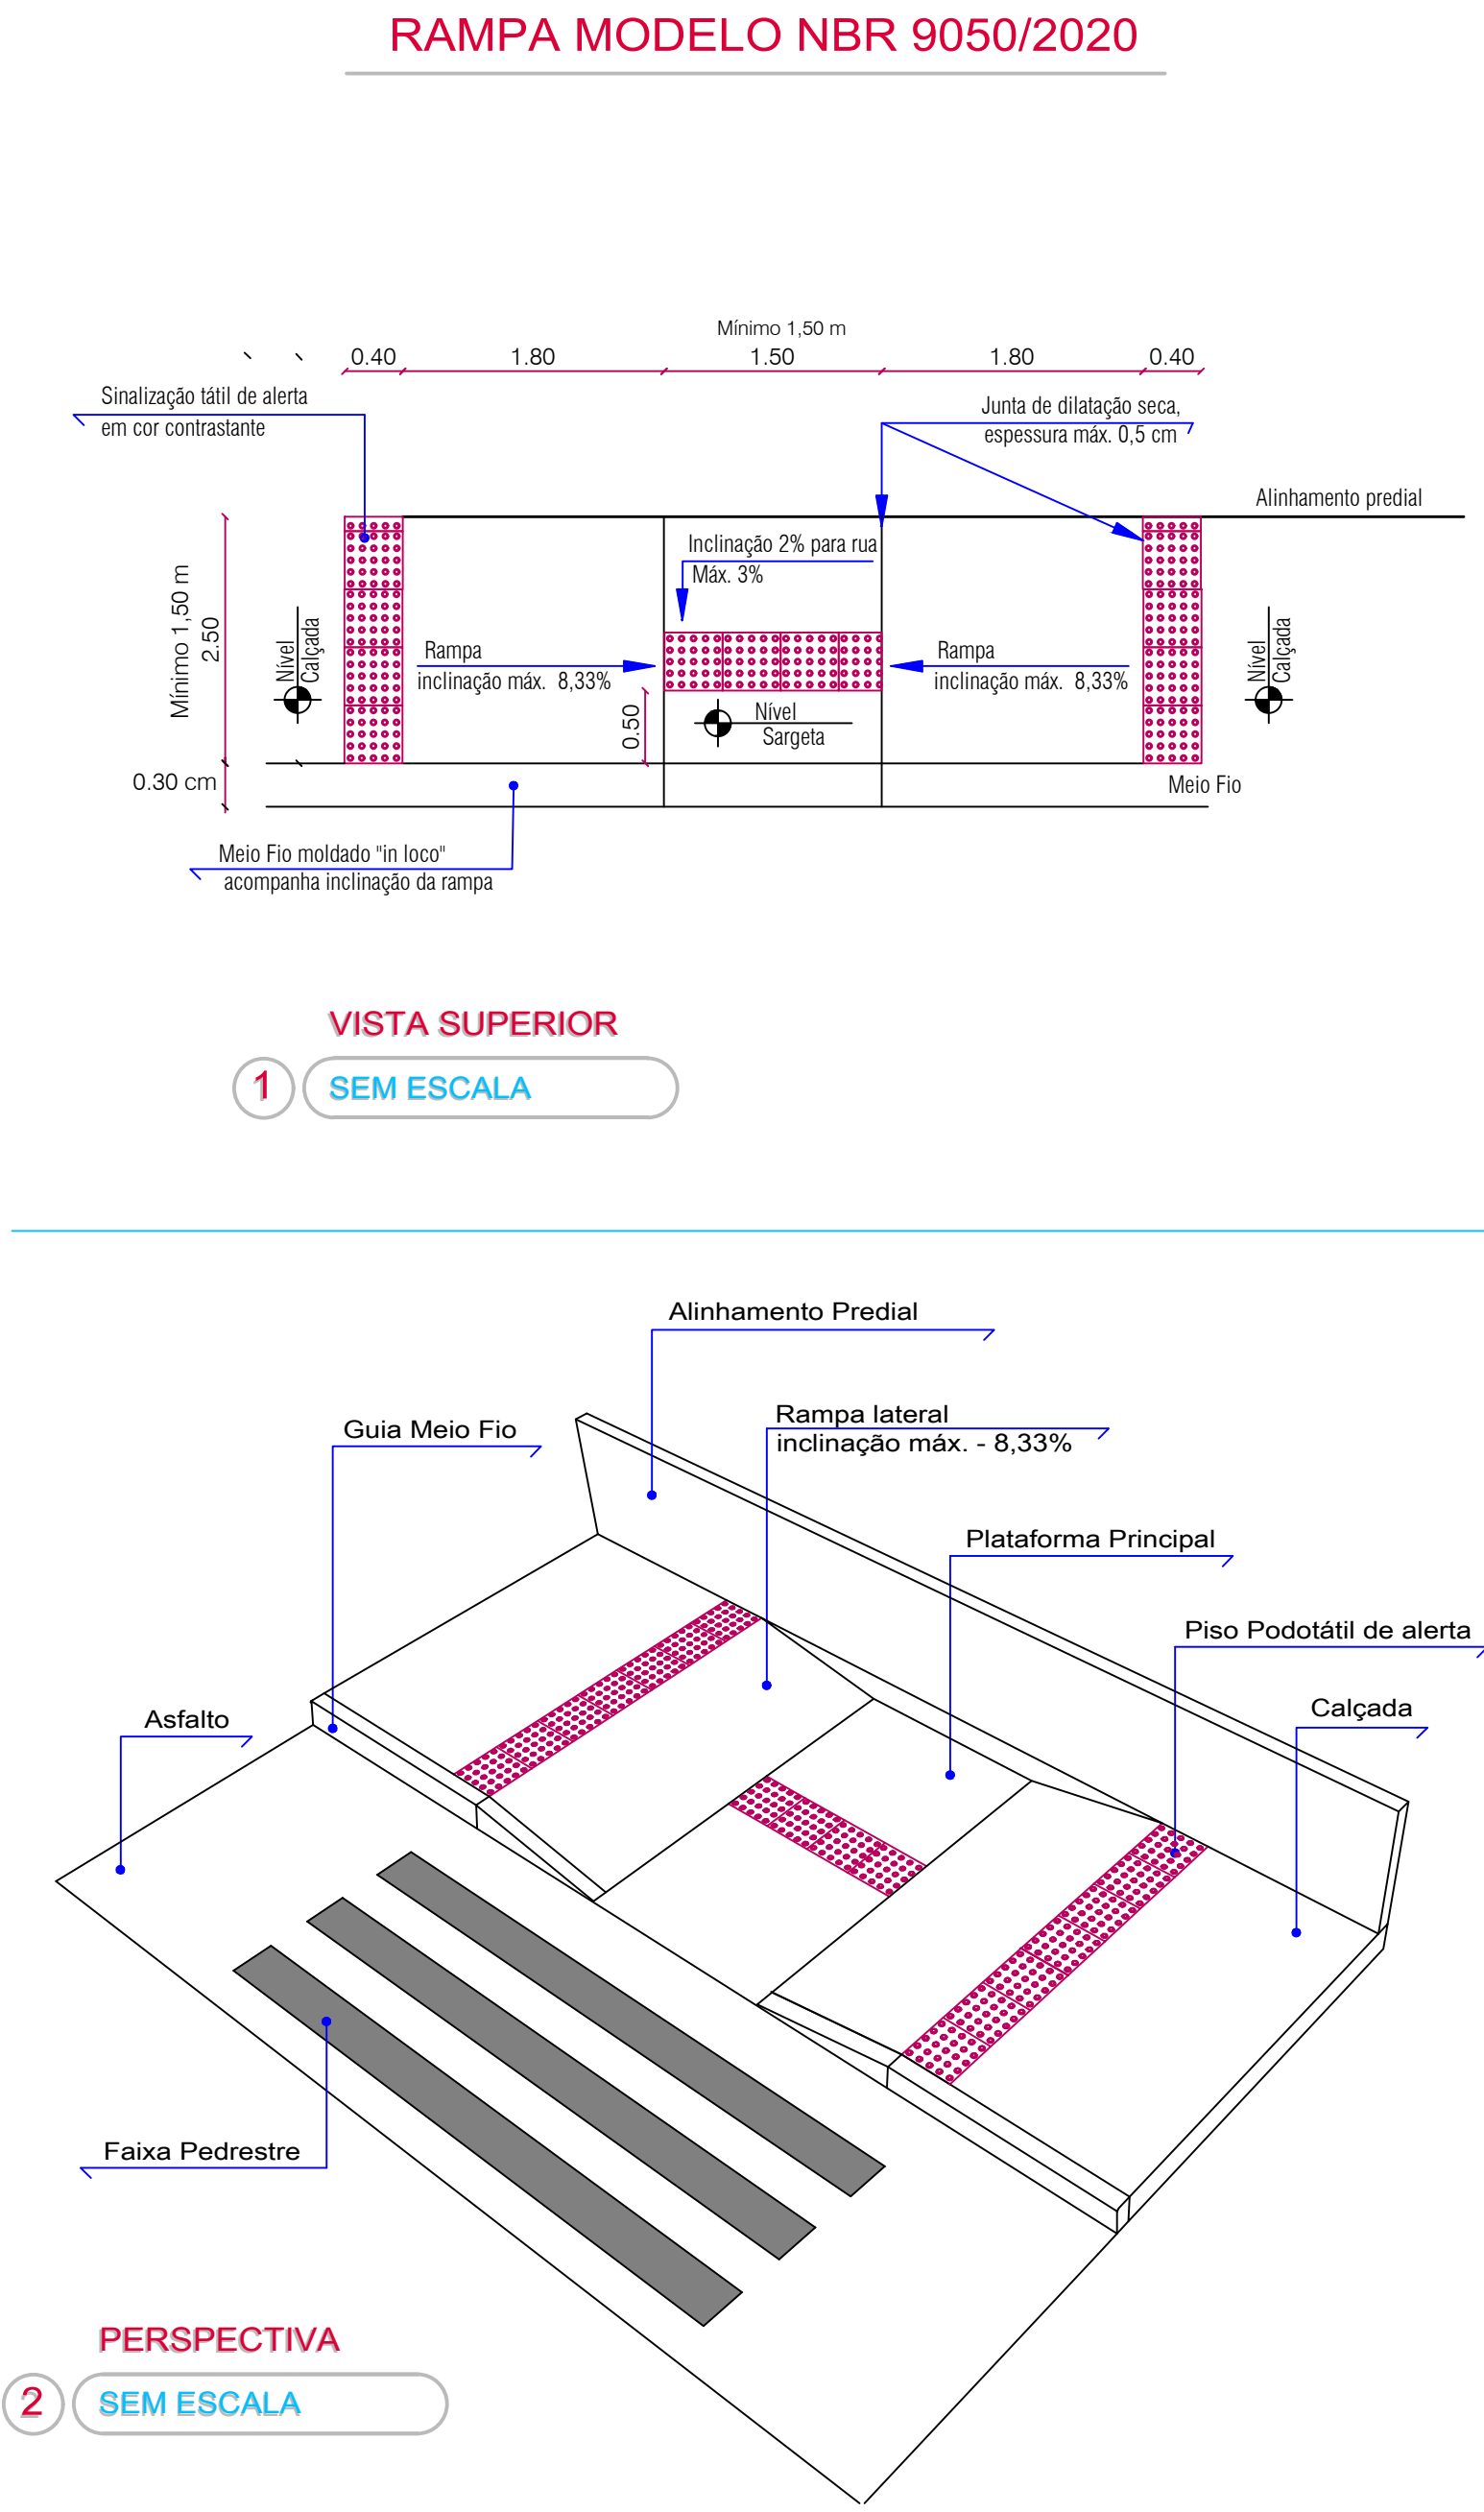 RAMPA MODELO NBR 9050/2020
Mínimo 1,50 m
0.40
1.80
1.50
1.80
0.40
Sinalização tátil de alerta
em cor contrastante
Junta de dilatação seca,
espessura máx. 0,5 cm
Alinhamento predial
Inclinação 2% para rua
Máx. 3%
Mínimo 1,50 m
2.50
Nível
Calçada
Rampa
inclinação máx. 8,33%
Rampa
inclinação máx. 8,33%
Nível
Calçada
0.50
Nível
Sargeta
0.30 cm
Meio Fio
Meio Fio moldado "in loco"
acompanha inclinação da rampa
VISTA SUPERIOR
1
SEM ESCALA
Alinhamento Predial
Rampa lateral
inclinação máx. - 8,33%
Guia Meio Fio
Plataforma Principal
Piso Podotátil de alerta
Calçada
Asfalto
Faixa Pedrestre
PERSPECTIVA
2
SEM ESCALA